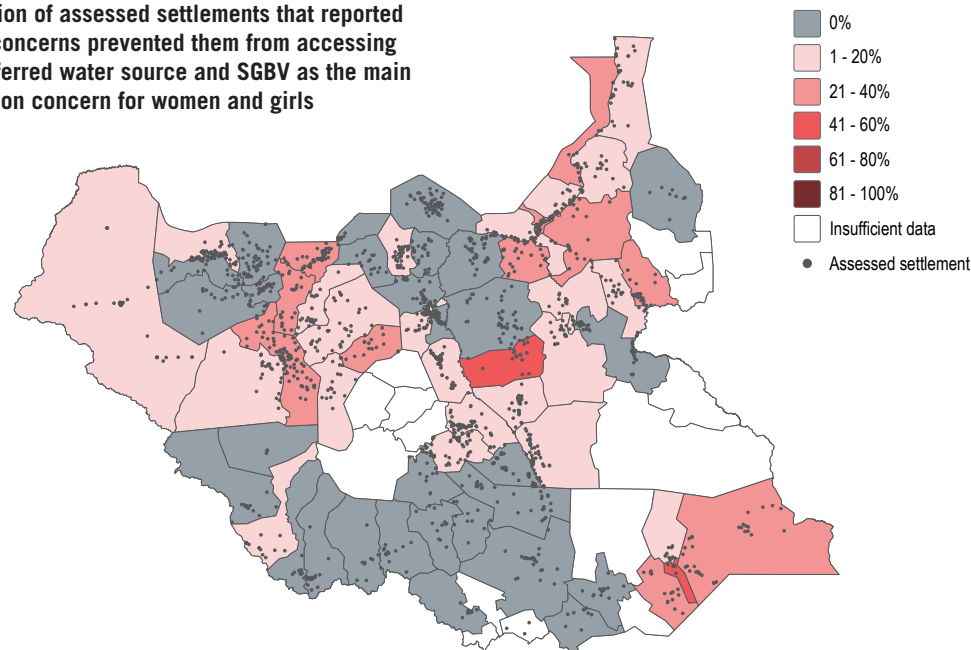 ion of assessed settlements that reported
concerns prevented them from accessing
ferred water source and SGBV as the main
on concern for women and girls
0%
1 - 20%
21 - 40%
41 - 60%
61 - 80%
81 - 100%
Insufficient data
Assessed settlement